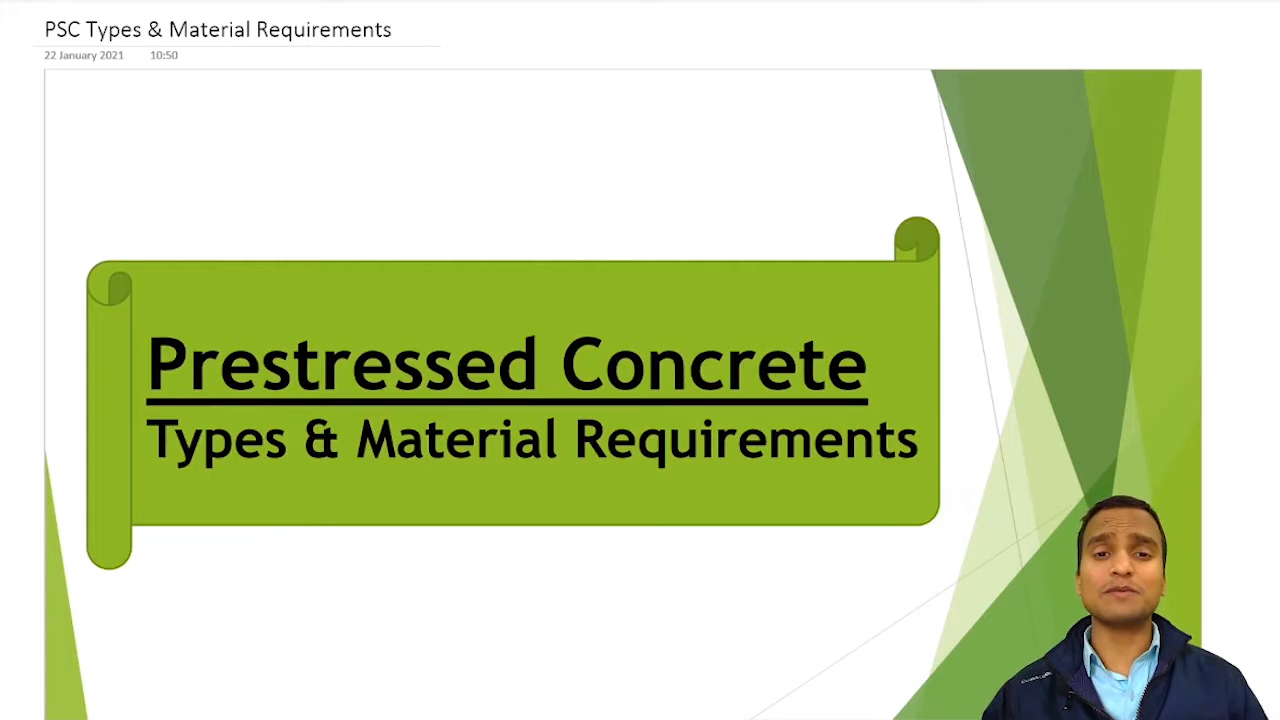 PSC Types & Material Requirements
22 January 2021 10:50
Prestressed Concrete
Types & Material Requirements